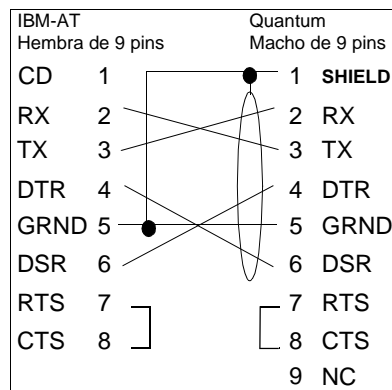 IBM-AT Quantum
Hembra de 9 pins Macho de 9 pins
CD 1 1 SHIELD
RX 2 2 RX
TX 3 3 TX
DTR 4 4 DTR
GRND 5 5 GRND
DSR 6 6 DSR
RTS 7 7 RTS
CTS 8 8 CTS
9 NC